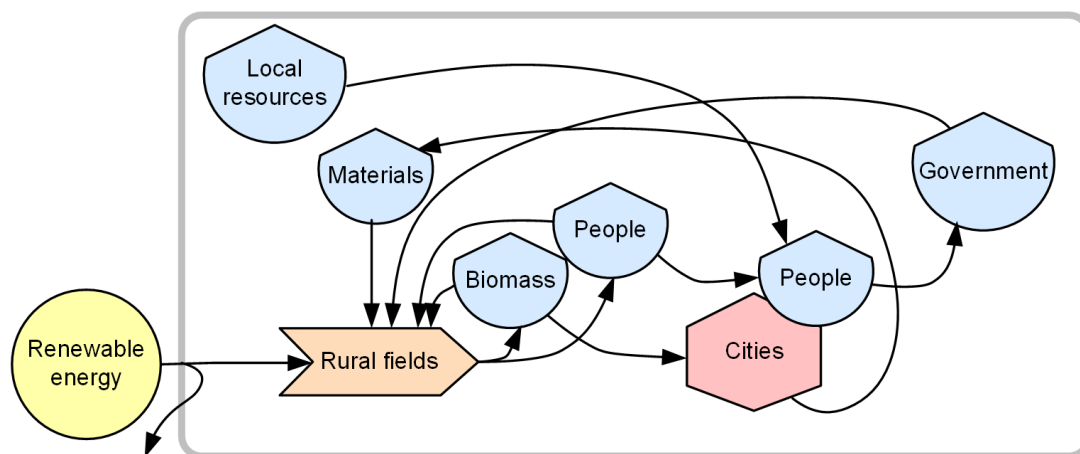 Local
resources
Materials
Government
People
Biomass
People
Renewable
energy
Rural fields
Cities